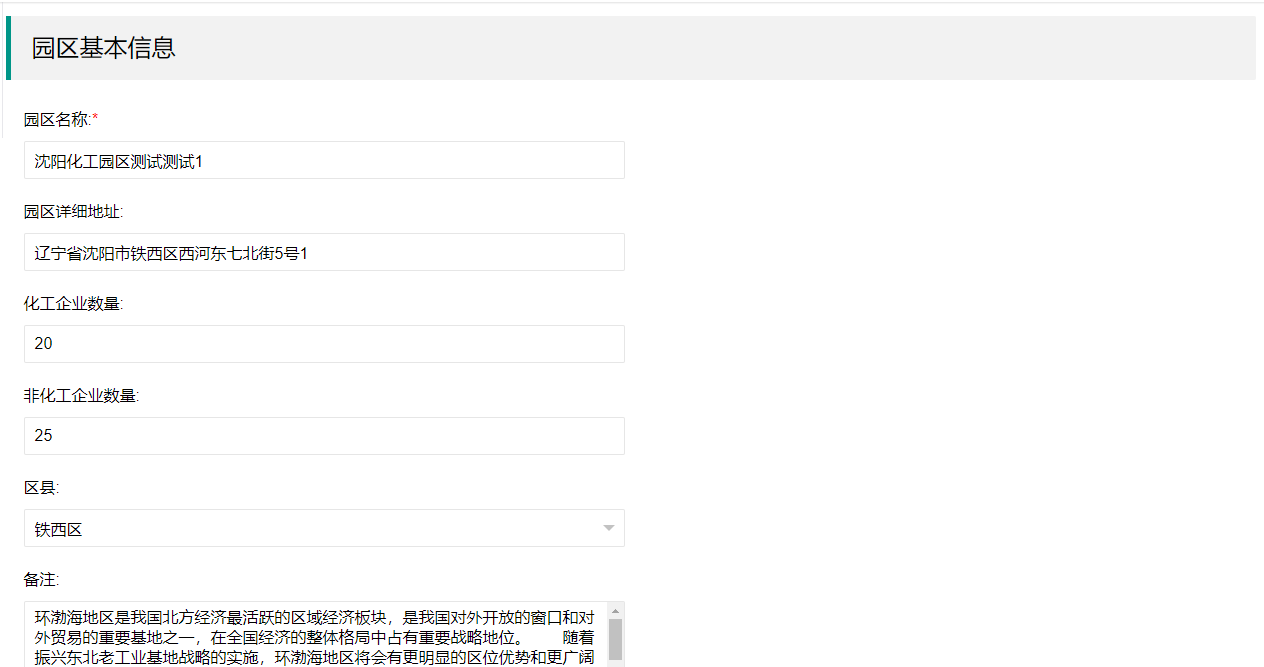 园区基本信息
园区名称:*
沈阳化工园区测试测试1
园区详细地址:
辽宁省沈阳市铁西区西河东七北街5号1
化工企业数量:
20
非化工企业数量:
25
区县:
铁西区
备注:
环渤海地区是我国北方经济最活跃的区域经济板块，是我国对外开放的窗口和对
外贸易的重要基地之一，在全国经济的整体格局中占有重要战略地位。　　随着
振兴东北老工业基地战略的实施，环渤海地区将会有更明显的区位优势和更广阔